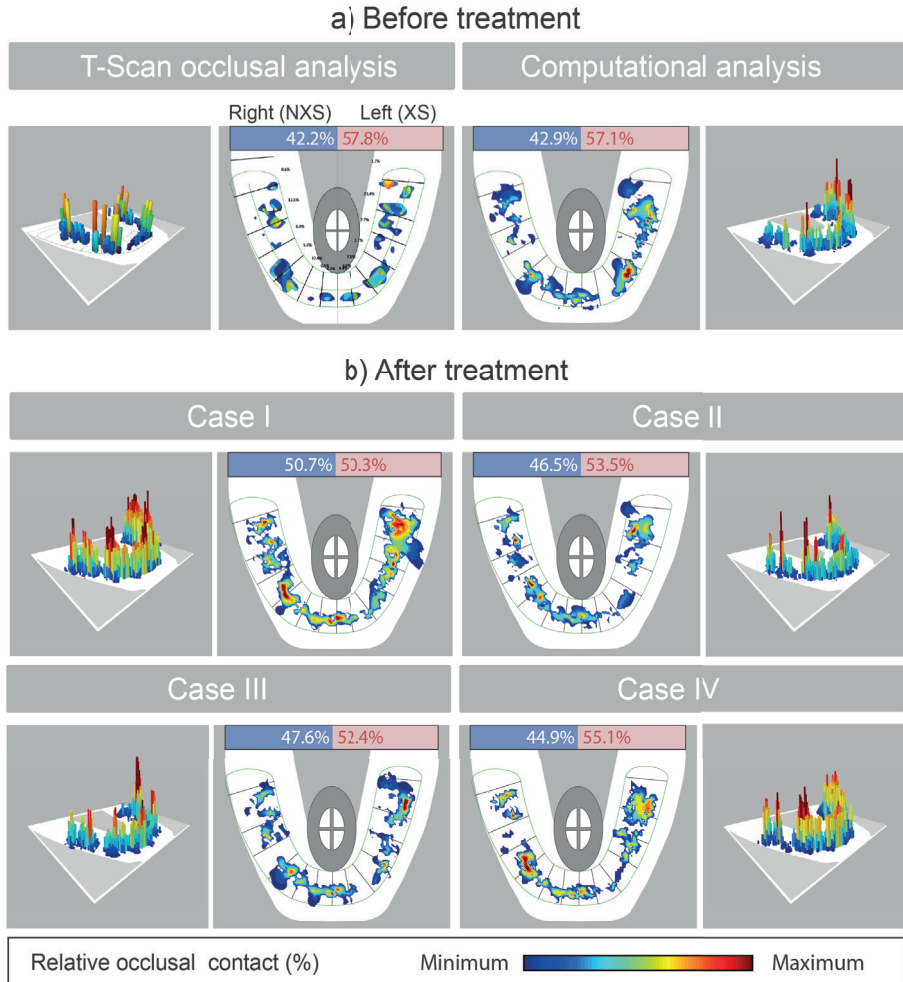 a) Before treatment
T-Scan occlusal analysis
Computational analysis
Right (NXS)
Left (XS)
42.2%
57.8%
42.9%
57.1%
b) After treatment
Case I
Case II
50.7%
50.3%
46.5%
53.5%
Case III
Case IV
47.6%
52.4%
44.9%
55.1%
Relative occlusal contact (%)
Minimum
Maximum